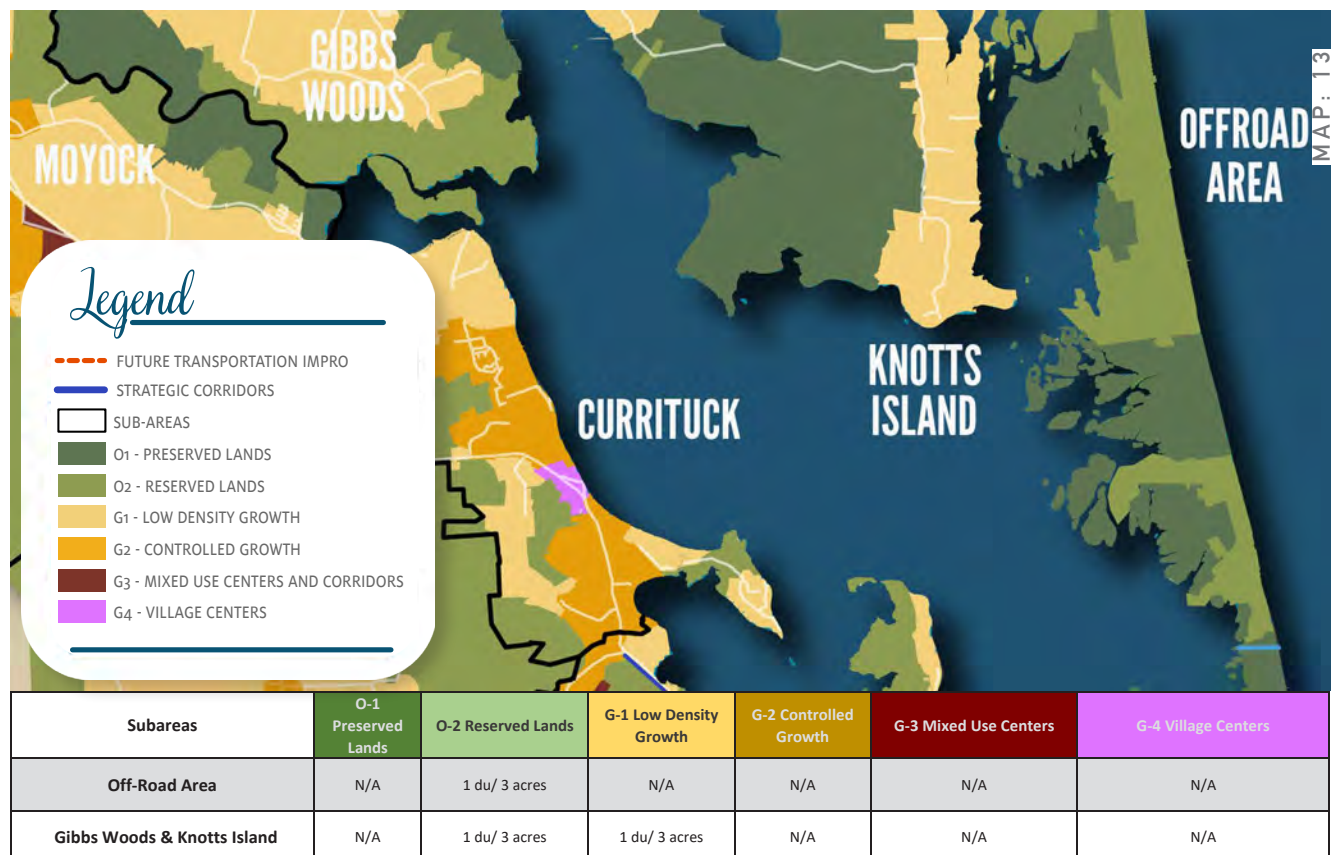 GIBBS
WOODS
MOYOCK
OFFROAD
AREA
MAP: 13
KNOTTS
ISLAND
CURRITUCK
Legend
FUTURE TRANSPORTATION IMPRO
STRATEGIC CORRIDORS
SUB-AREAS
O1 - PRESERVED LANDS
O2 - RESERVED LANDS
G1 - LOW DENSITY GROWTH
G2 - CONTROLLED GROWTH
G3 - MIXED USE CENTERS AND CORRIDORS
G4 - VILLAGE CENTERS
Subareas
O-1
Preserved
Lands
O-2 Reserved Lands
G-1 Low Density
Growth
G-2 Controlled
Growth
G-3 Mixed Use Centers
G-4 Village Centers
Off-Road Area
N/A
1 du/ 3 acres
N/A
N/A
N/A
N/A
Gibbs Woods & Knotts Island
N/A
1 du/ 3 acres
1 du/ 3 acres
N/A
N/A
N/A